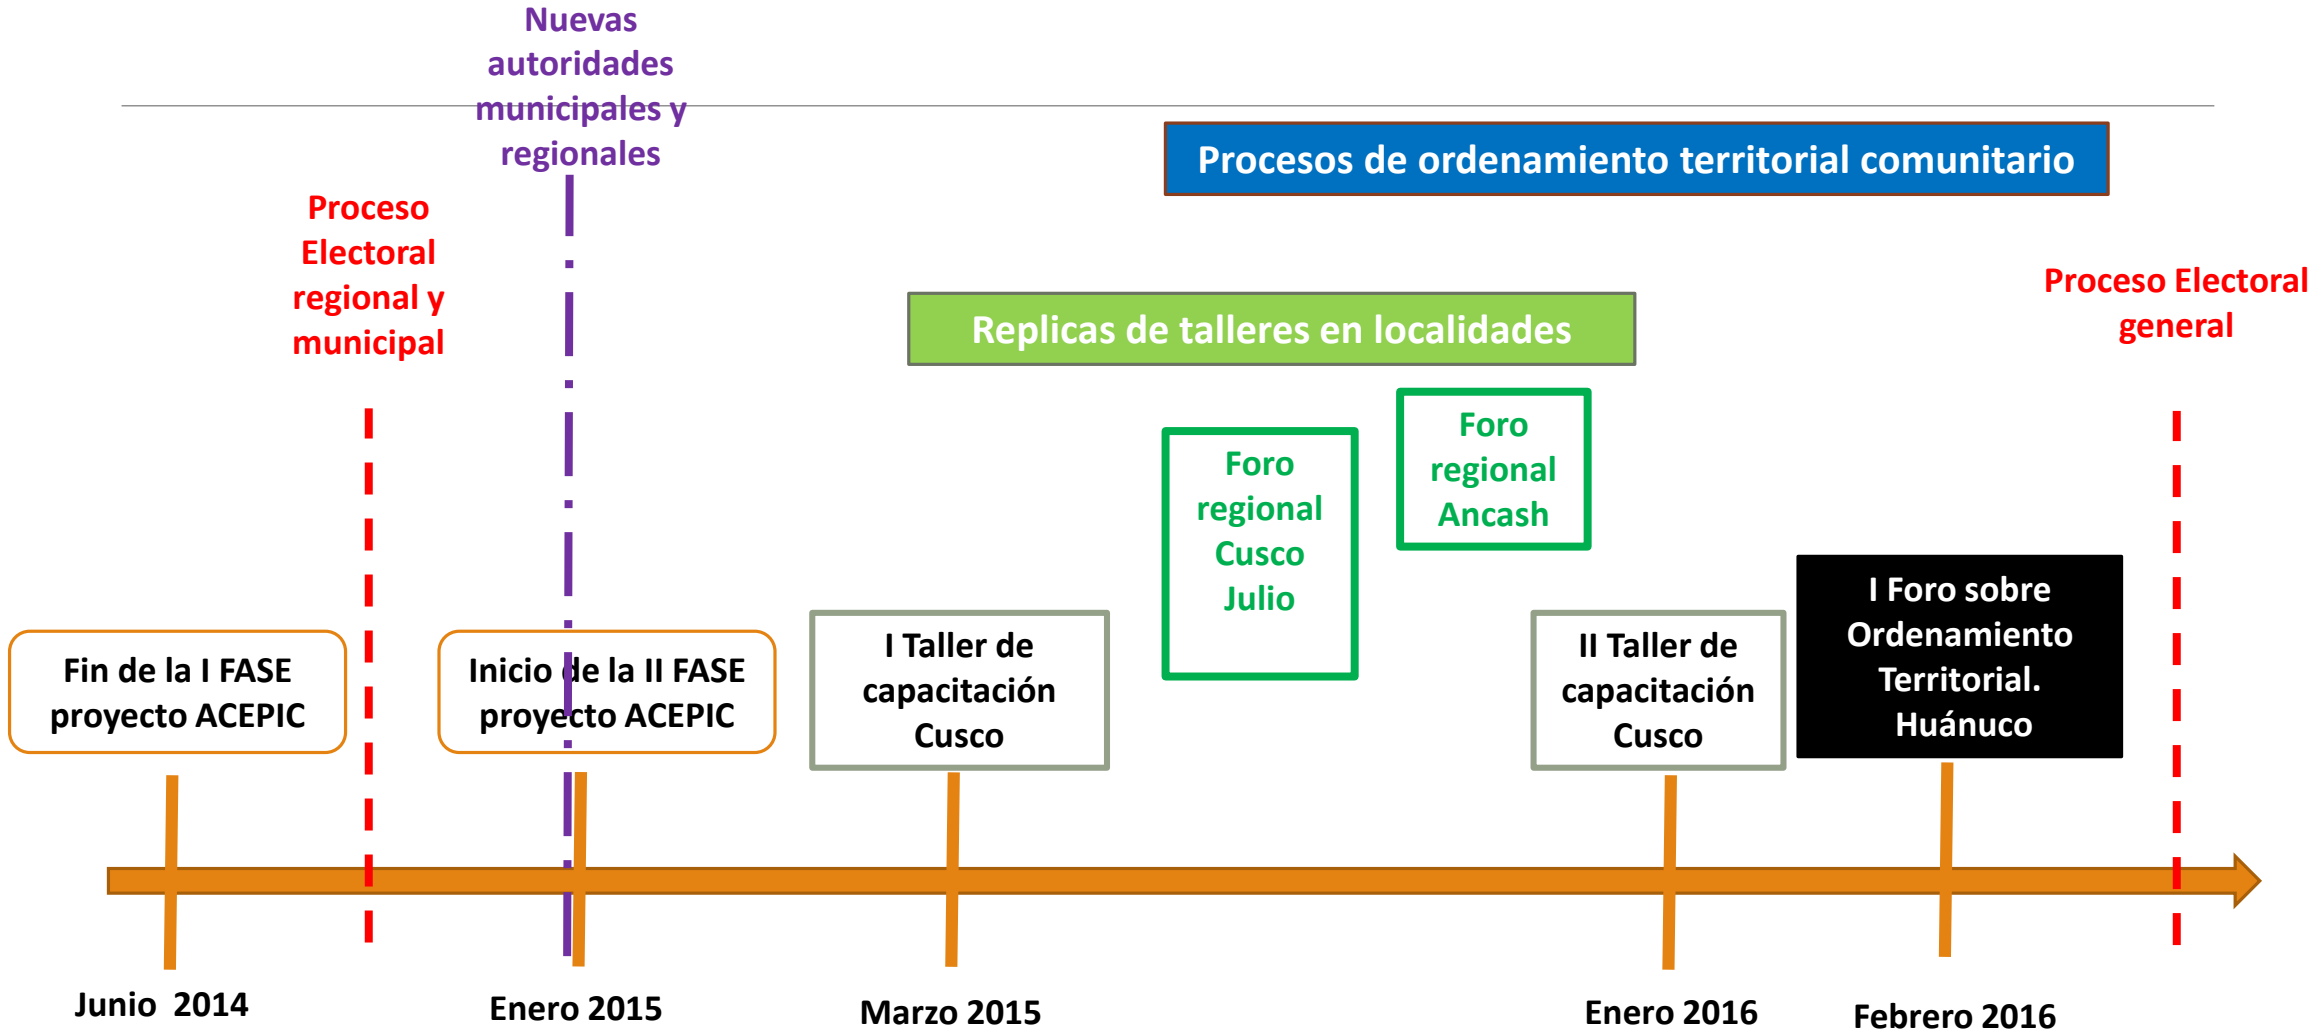 Nuevas
autoridades
municipales y
regionales
Procesos de ordenamiento territorial comunitario
Proceso
Electoral
regional y
municipal
Proceso Electoral
general
Replicas de talleres en localidades
Foro
regional
Cusco
Julio
Foro
regional
Ancash
Fin de la I FASE
proyecto ACEPIC
Inicio de la II FASE
proyecto ACEPIC
I Taller de
capacitación
Cusco
II Taller de
capacitación
Cusco
I Foro sobre
Ordenamiento
Territorial.
Huánuco
Junio 2014
Enero 2015
Marzo 2015
Enero 2016
Febrero 2016